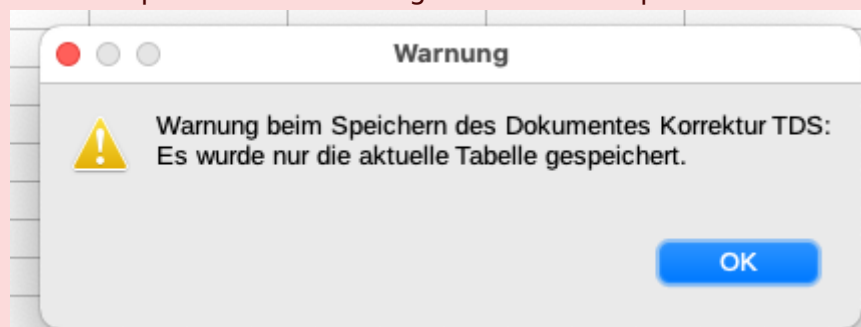 Warnung
Warnung beim Speichern des Dokumentes Korrektur TDS:
Es wurde nur die aktuelle Tabelle gespeichert.
OK